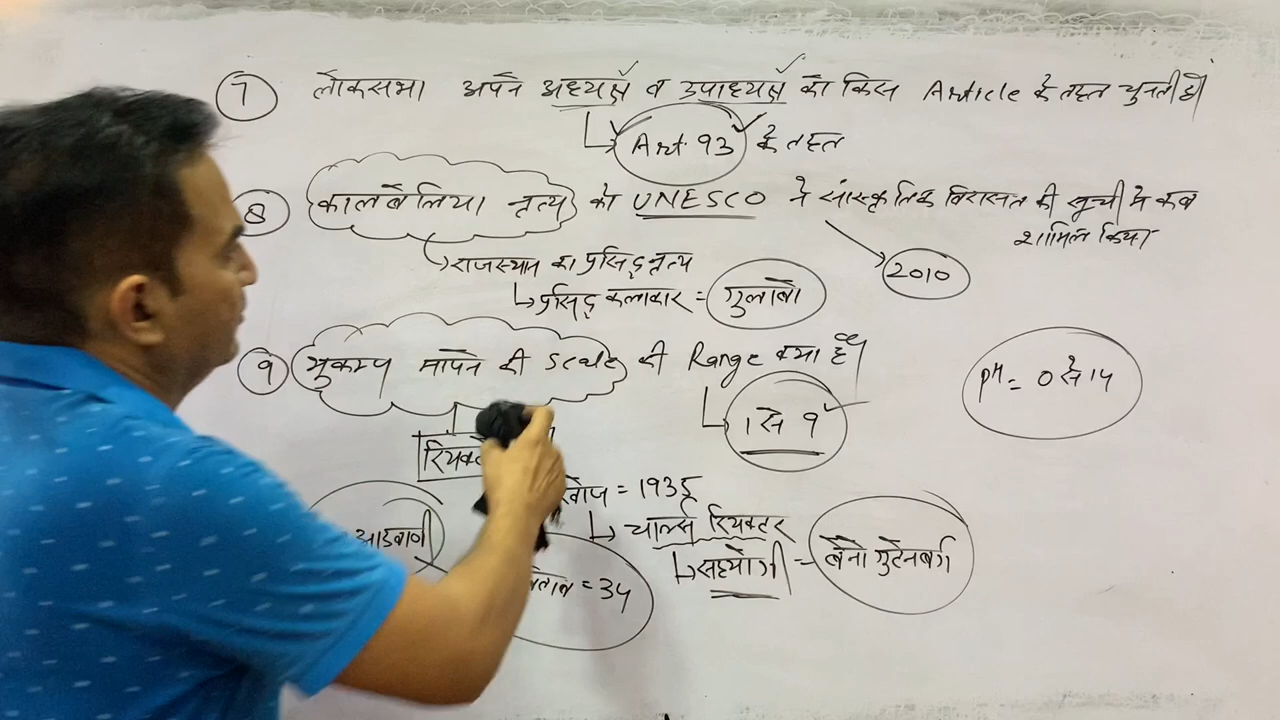 7 लोकसभा अपने अध्यक्ष व उपाध्यक्ष को किस Article के तहत चुनती है
Art. 93 के तहत
8 कालबेलिया नृत्य को UNESCO ने सांस्कृतिक विरासत की सूची में कब
शामिल किया
राजस्थान का प्रसिद्ध नृत्य
2010
प्रसिद्ध कलाकार = गुलाबो
9 भुकम्प मापने की Scale की Range क्या है
pH = 0 से 14
1 से 9
खोज = 1935
चार्ल्स रियक्टर
सहयोगी = बेनो गुटेनबर्ग
= 34